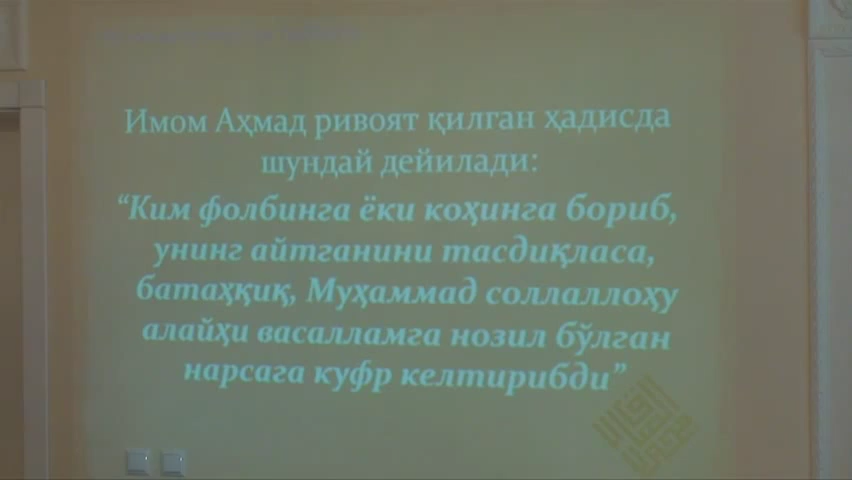 Имом Аҳмад ривоят қилган ҳадисда
шундай дейилади:
“Ким фолбинга ёки коҳинга бориб,
унинг айтганини тасдиқласа,
батаҳқиқ, Муҳаммад соллаллоҳу
алайҳи васалламга нозил бўлган
нарсага куфр келтирибди”